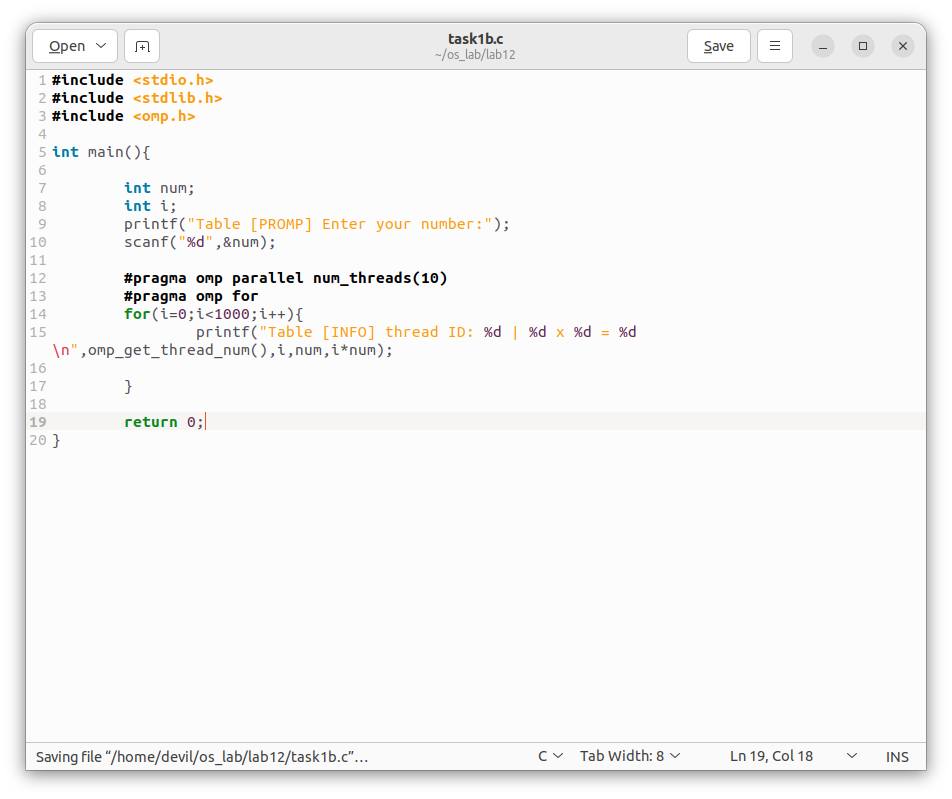 Open
task1b.c
~/os_lab/lab12
Save
1 #include <stdio.h>
2 #include <stdlib.h>
3 #include <omp.h>
4
5 int main(){
6
7 int num;
8 int i;
9 printf("Table [PROMP] Enter your number:");
10 scanf("%d",&num);
11
12 #pragma omp parallel num_threads(10)
13 #pragma omp for
14 for(i=0;i<1000;i++){
15 printf("Table [INFO] thread ID: %d | %d x %d = %d
\n",omp_get_thread_num(),i,num,i*num);
16
17 }
18
19 return 0;
20 }
Saving file “/home/devil/os_lab/lab12/task1b.c”… C Tab Width: 8 Ln 19, Col 18 INS